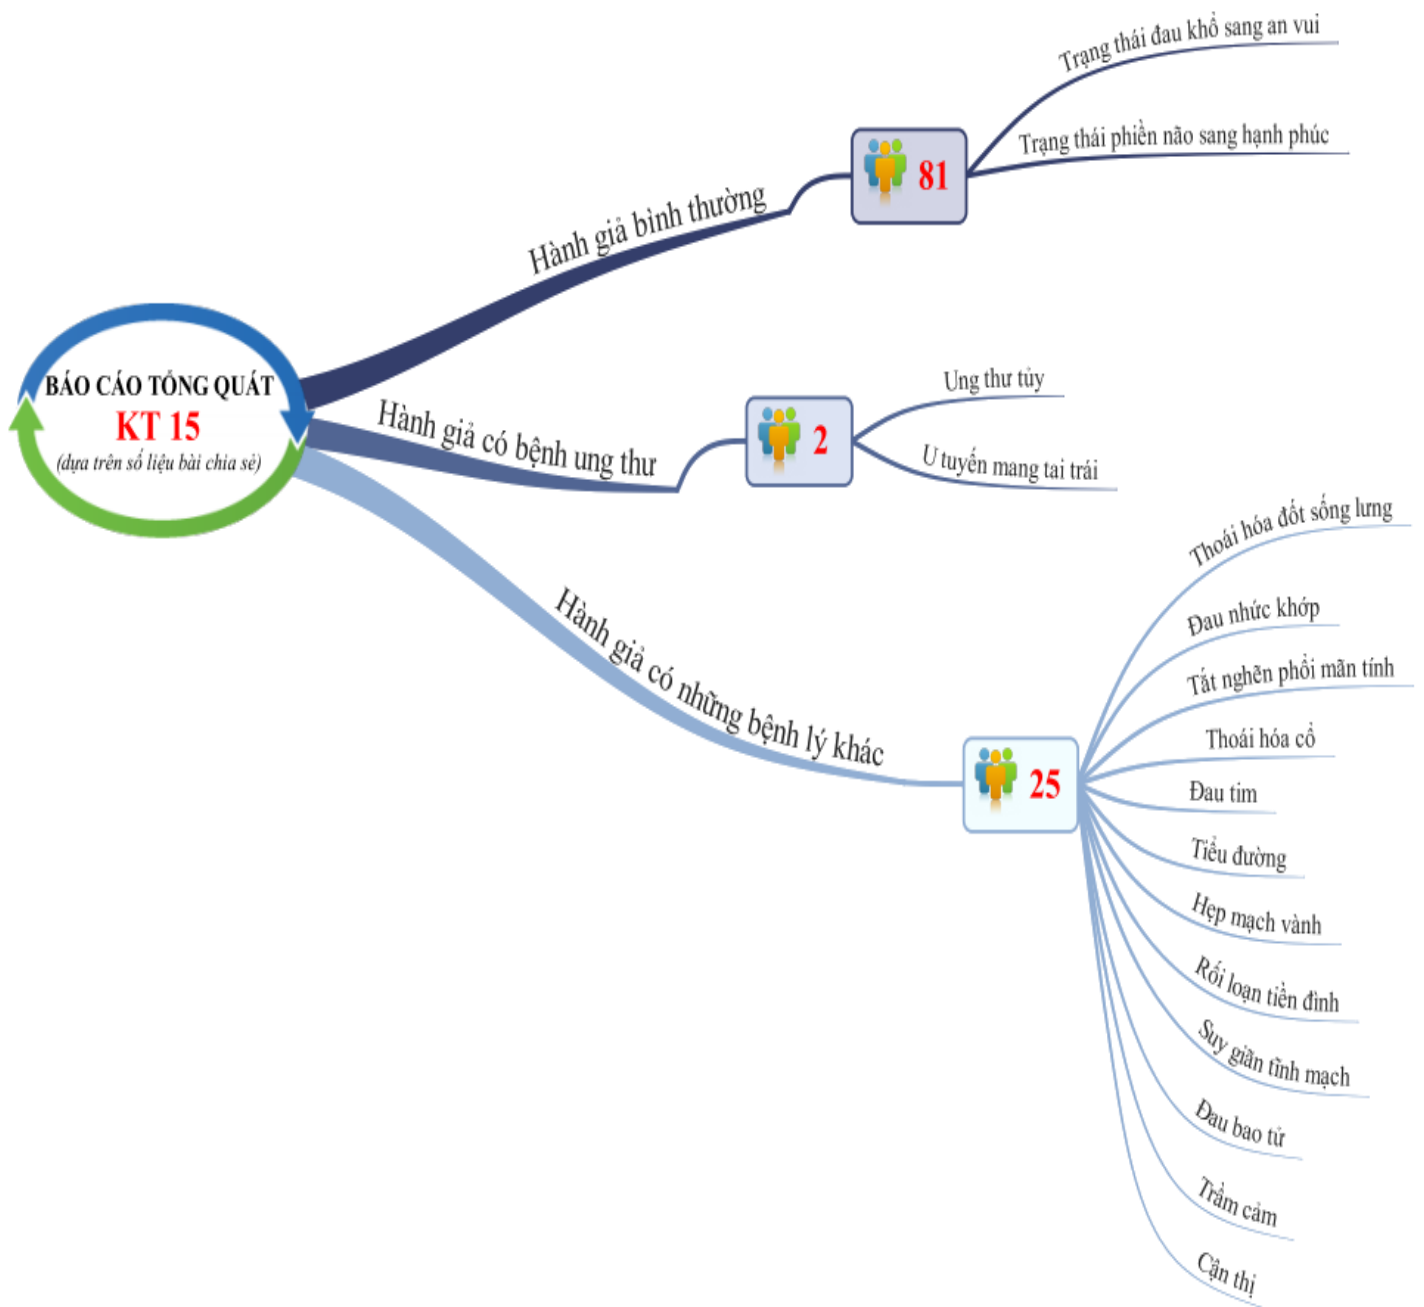 BÁO CÁO TỔNG QUÁT
KT 15
(dựa trên số liệu bài chia sẻ)
Hành giả bình thường
81
Trạng thái đau khổ sang an vui
Trạng thái phiền não sang hạnh phúc
Hành giả có bệnh ung thư
2
Ung thư tủy
U tuyến mang tai trái
Hành giả có những bệnh lý khác
25
Thoái hóa đốt sống lưng
Đau nhức khớp
Tắt nghẽn phổi mãn tính
Thoái hóa cổ
Đau tim
Tiểu đường
Hẹp mạch vành
Rối loạn tiền đình
Suy giãn tĩnh mạch
Đau bao tử
Trầm cảm
Cận thị